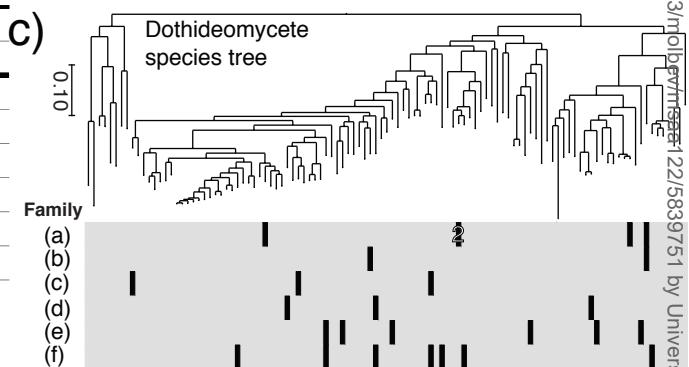 c)
Dothideomycete
species tree
0.10
Family
(a)
2
(b)
(c)
(d)
(e)
(f)
3/molbev/msaa122/5839751 by Univers